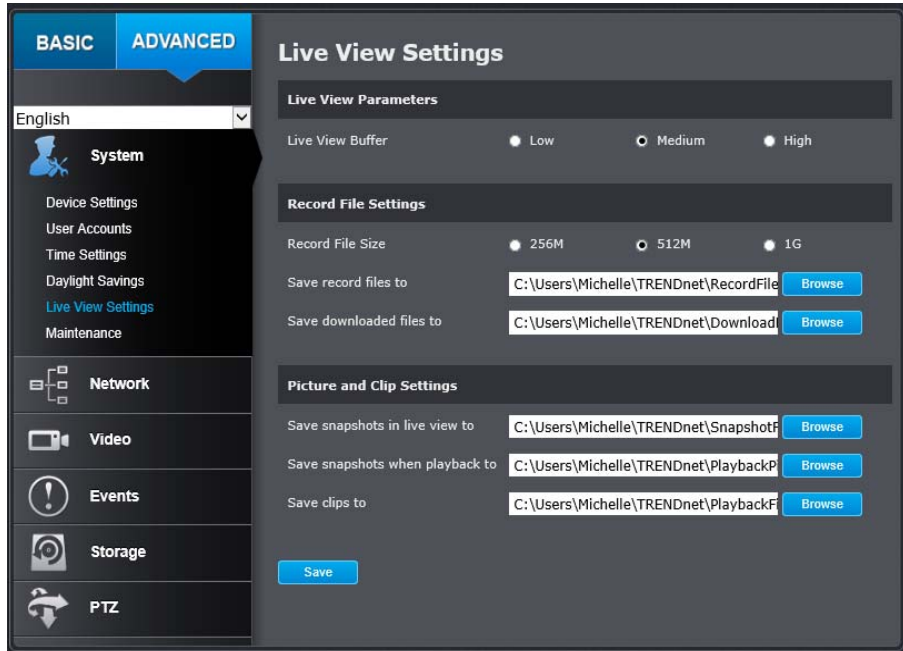 BASIC ADVANCED
English
System
Device Settings
User Accounts
Time Settings
Daylight Savings
Live View Settings
Maintenance
Network
Video
Events
Storage
PTZ
Live View Settings
Live View Parameters
Live View Buffer Low Medium High
Record File Settings
Record File Size 256M 512M 1G
Save record files to C:\Users\Michelle\TRENDnet\RecordFile Browse
Save downloaded files to C:\Users\Michelle\TRENDnet\Download Browse
Picture and Clip Settings
Save snapshots in live view to C:\Users\Michelle\TRENDnet\SnapshotF Browse
Save snapshots when playback to C:\Users\Michelle\TRENDnet\PlaybackP Browse
Save clips to C:\Users\Michelle\TRENDnet\PlaybackFi Browse
Save